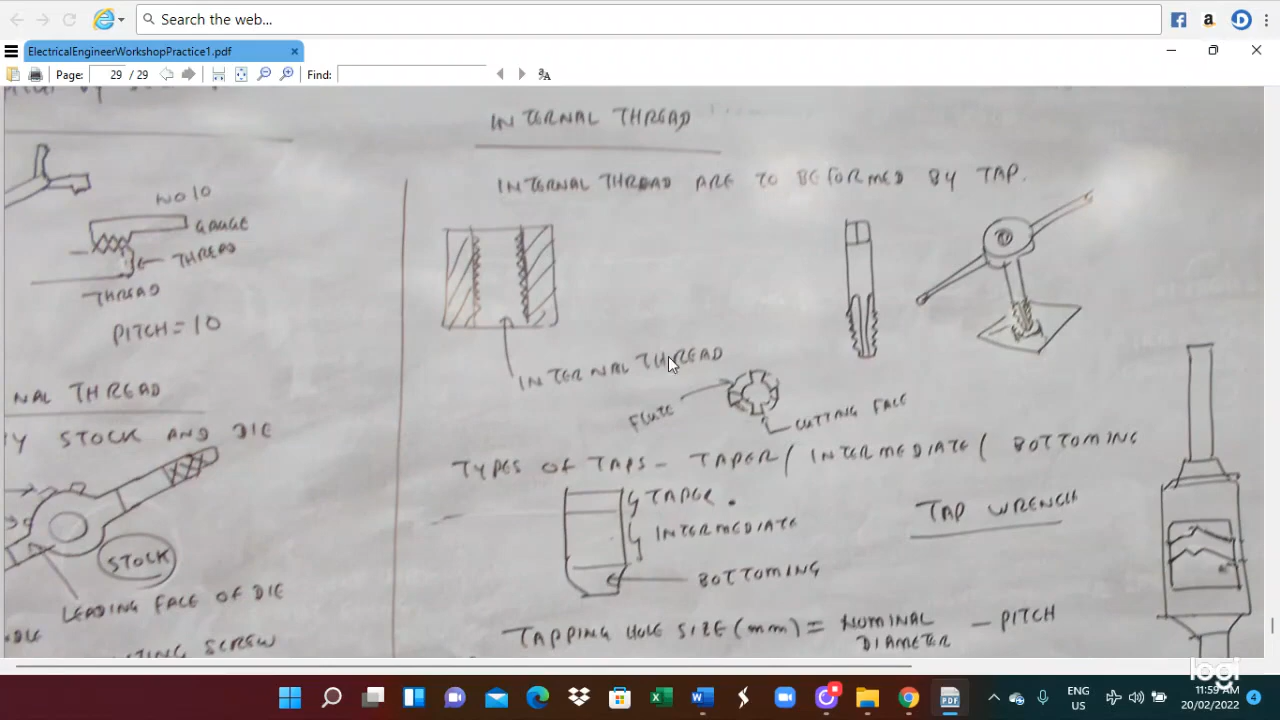 Search the web...
ElectricalEngineerWorkshopPractice1.pdf
Page: 29 / 29 Find:
NO 10
GAUGE
THREAD
THREAD
PITCH = 10
NAL THREAD
Y STOCK AND DIE
STOCK
LEADING FACE OF DIE
SCREW
INTERNAL THREAD
INTERNAL THREAD ARE TO BE FORMED BY TAP.
INTERNAL THREAD
FLUTE
CUTTING FACE
TYPES OF TAPS - TAPER / INTERMEDIATE / BOTTOMING
TAPER.
INTERMEDIATE
BOTTOMING
TAP WRENCH
TAPPING HOLE SIZE (mm) = NOMINAL DIAMETER - PITCH
logi
ENG
US
11:59 AM
20/02/2022
4